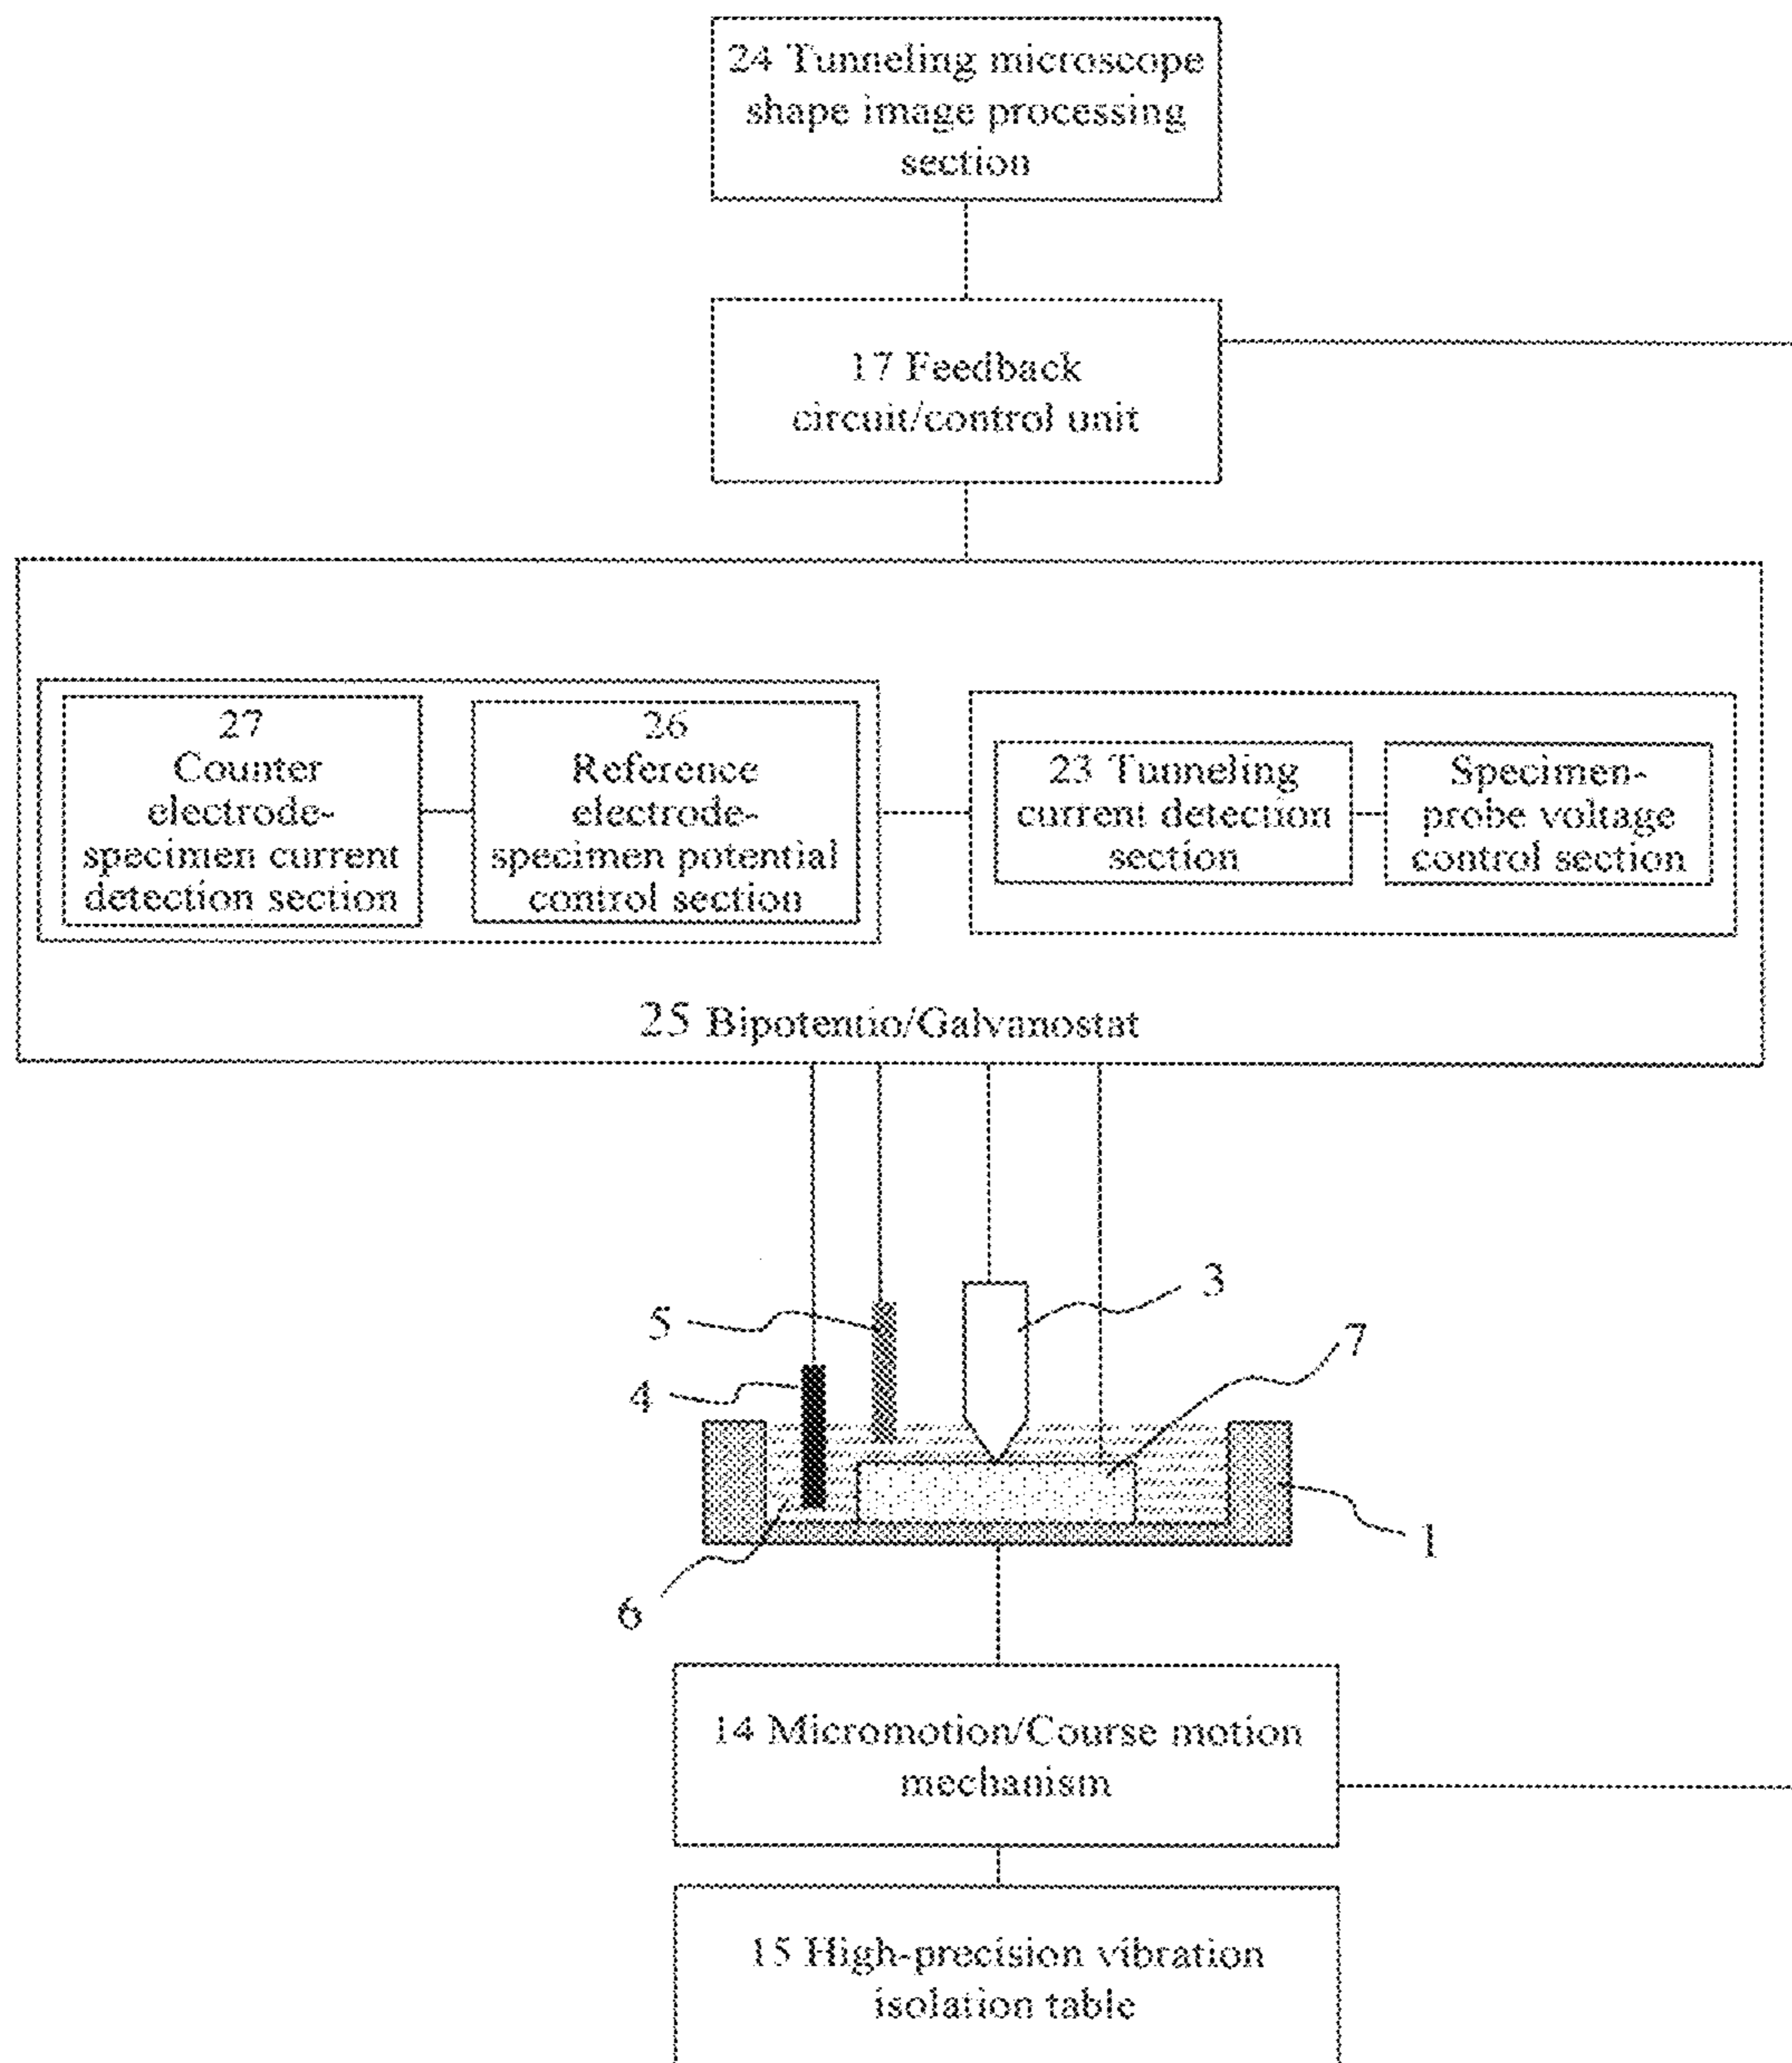 24 Tunneling microscope
shape image processing
section
17 Feedback
circuit/control unit
27
Counter
electrode-
specimen current
detection section
26
Reference
electrode-
specimen potential
control section
23 Tunneling
current detection
section
Specimen-
probe voltage
control section
25 Bipotentio/Galvanostat
3
5
7
4
1
6
14 Micromotion/Course motion
mechanism
15 High-precision vibration
isolation table